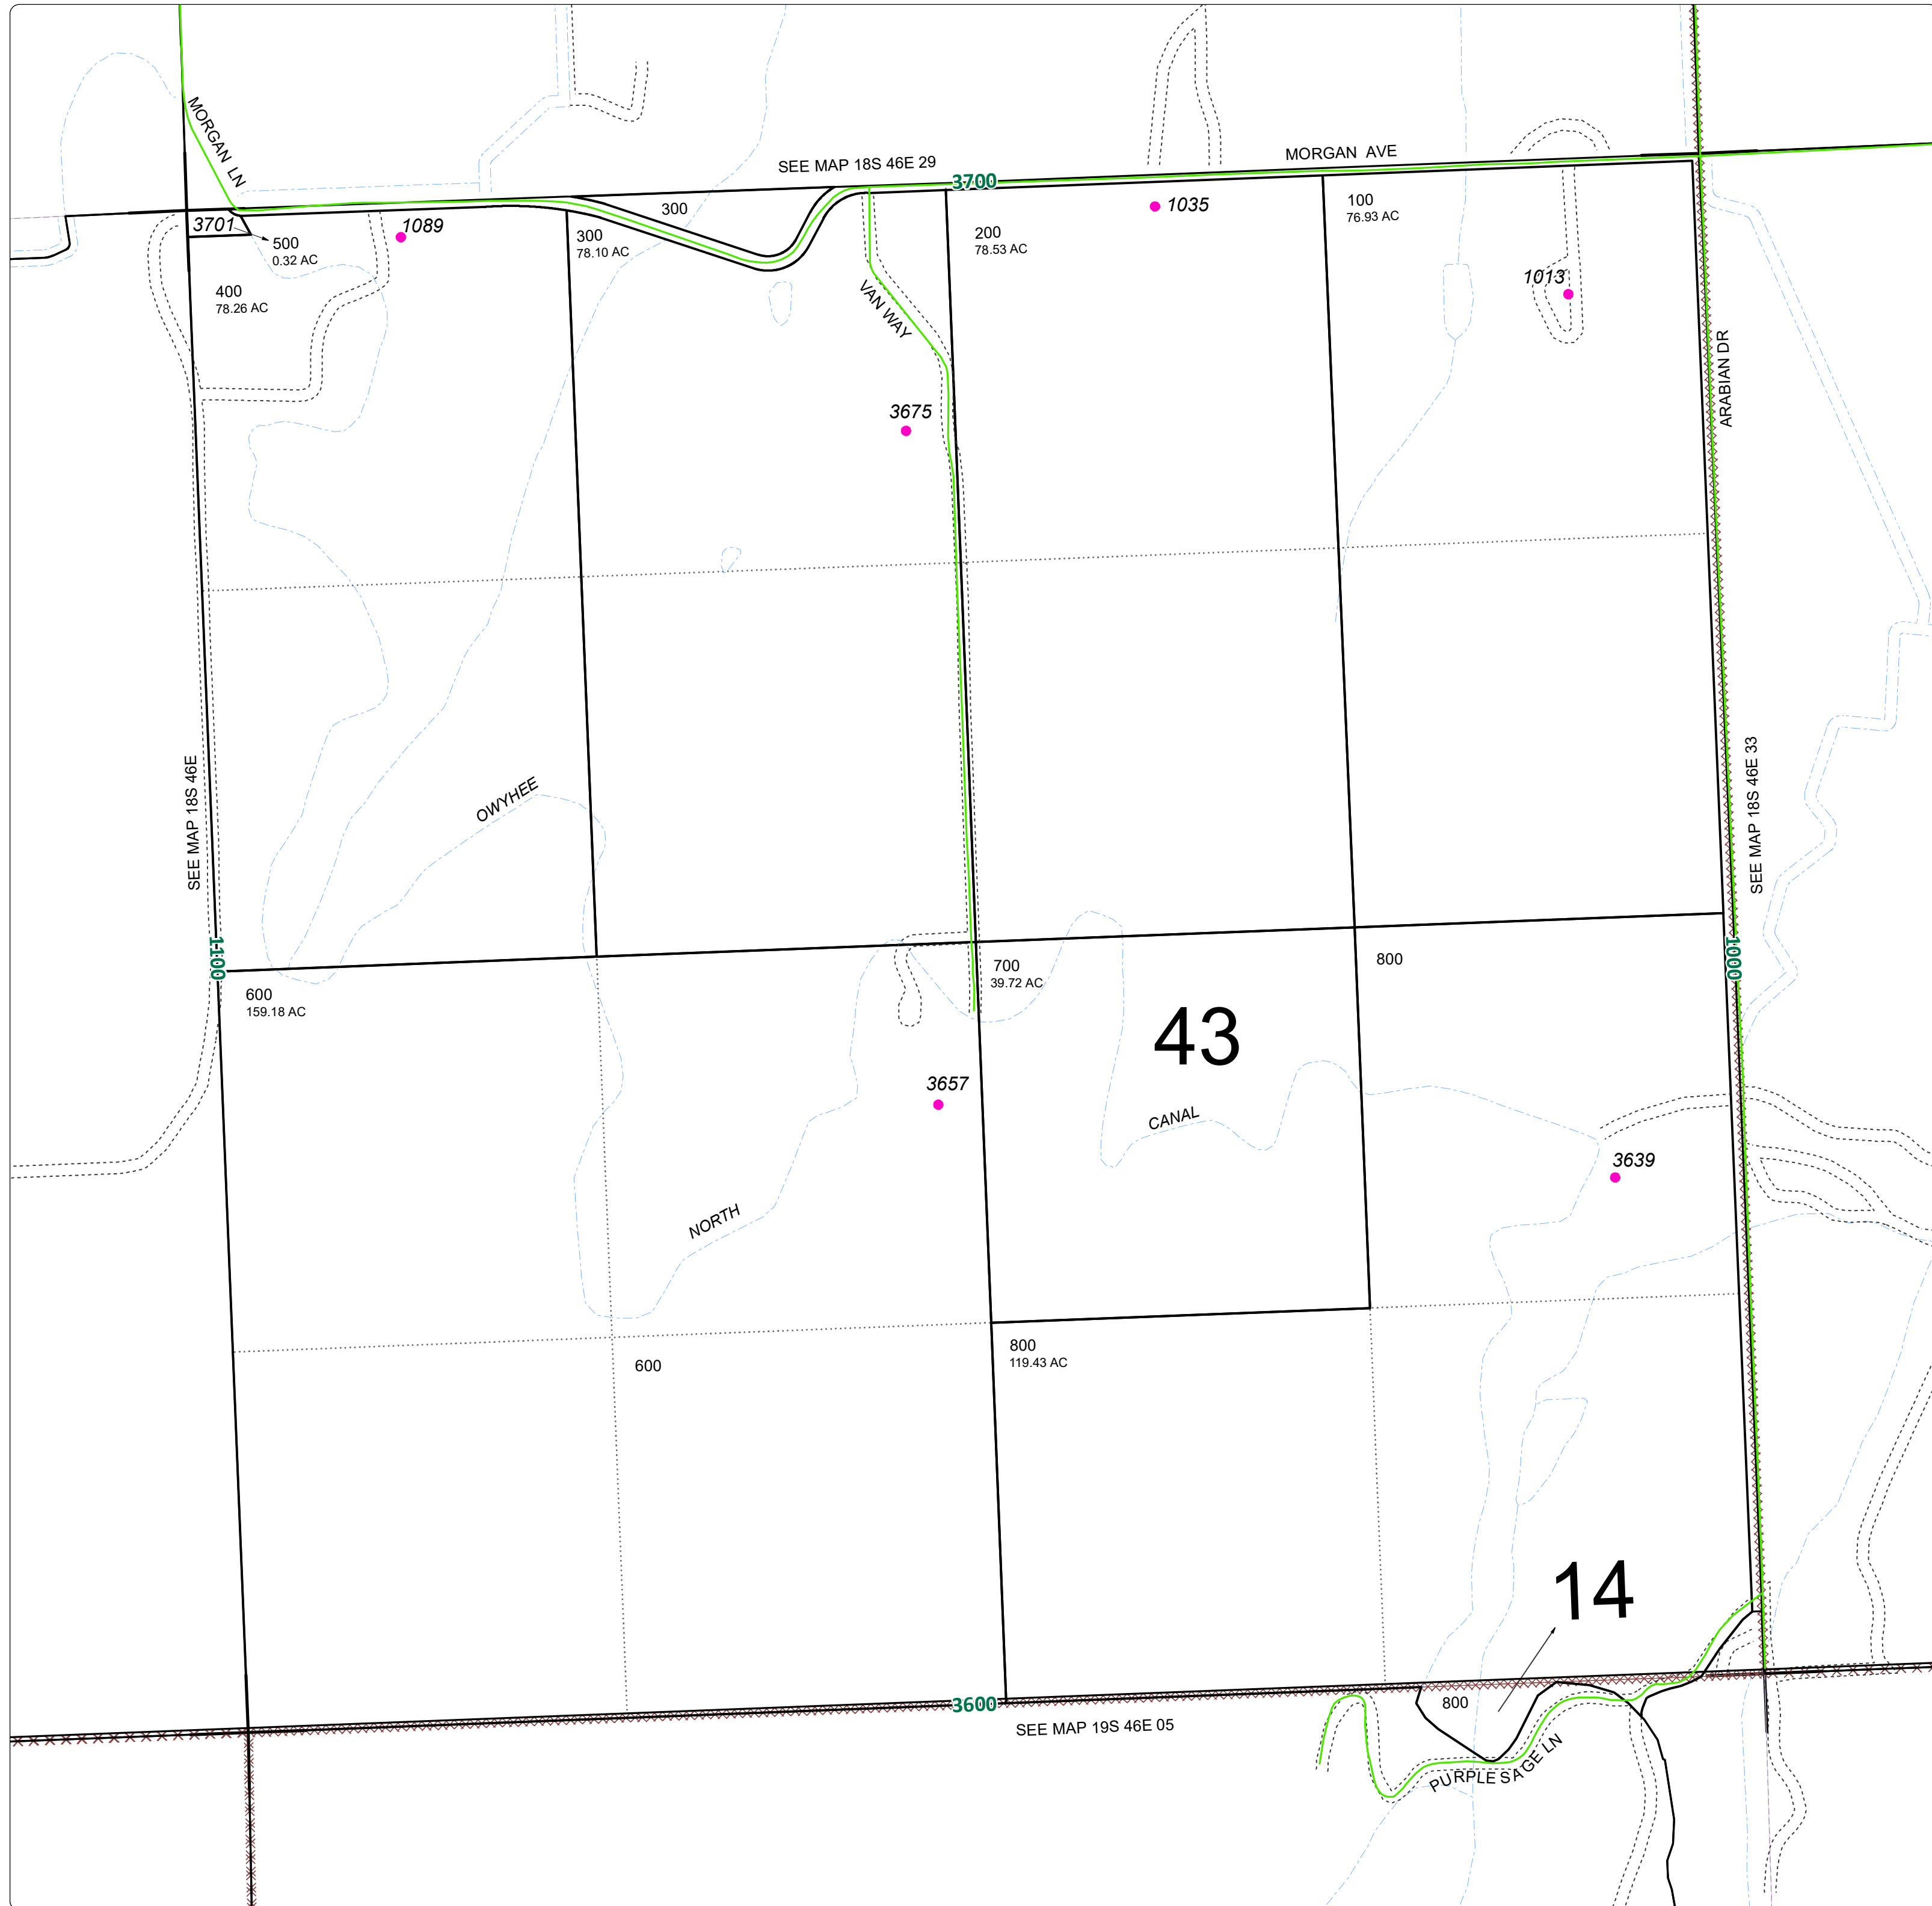 MORGAN LN
SEE MAP 18S 46E 29
MORGAN  AVE
3700
3701
500
0.32 AC
400
78.26 AC
1089
300
300
78.10 AC
200
78.53 AC
1035
100
76.93 AC
1013
VAN WAY
3675
ARABIAN DR
SEE MAP 18S 46E
OWYHEE
SEE MAP 18S 46E 33
1100
1000
600
159.18 AC
700
39.72 AC
800
43
3657
CANAL
3639
NORTH
600
800
119.43 AC
14
3600
800
SEE MAP 19S 46E 05
PURPLE SAGE LN